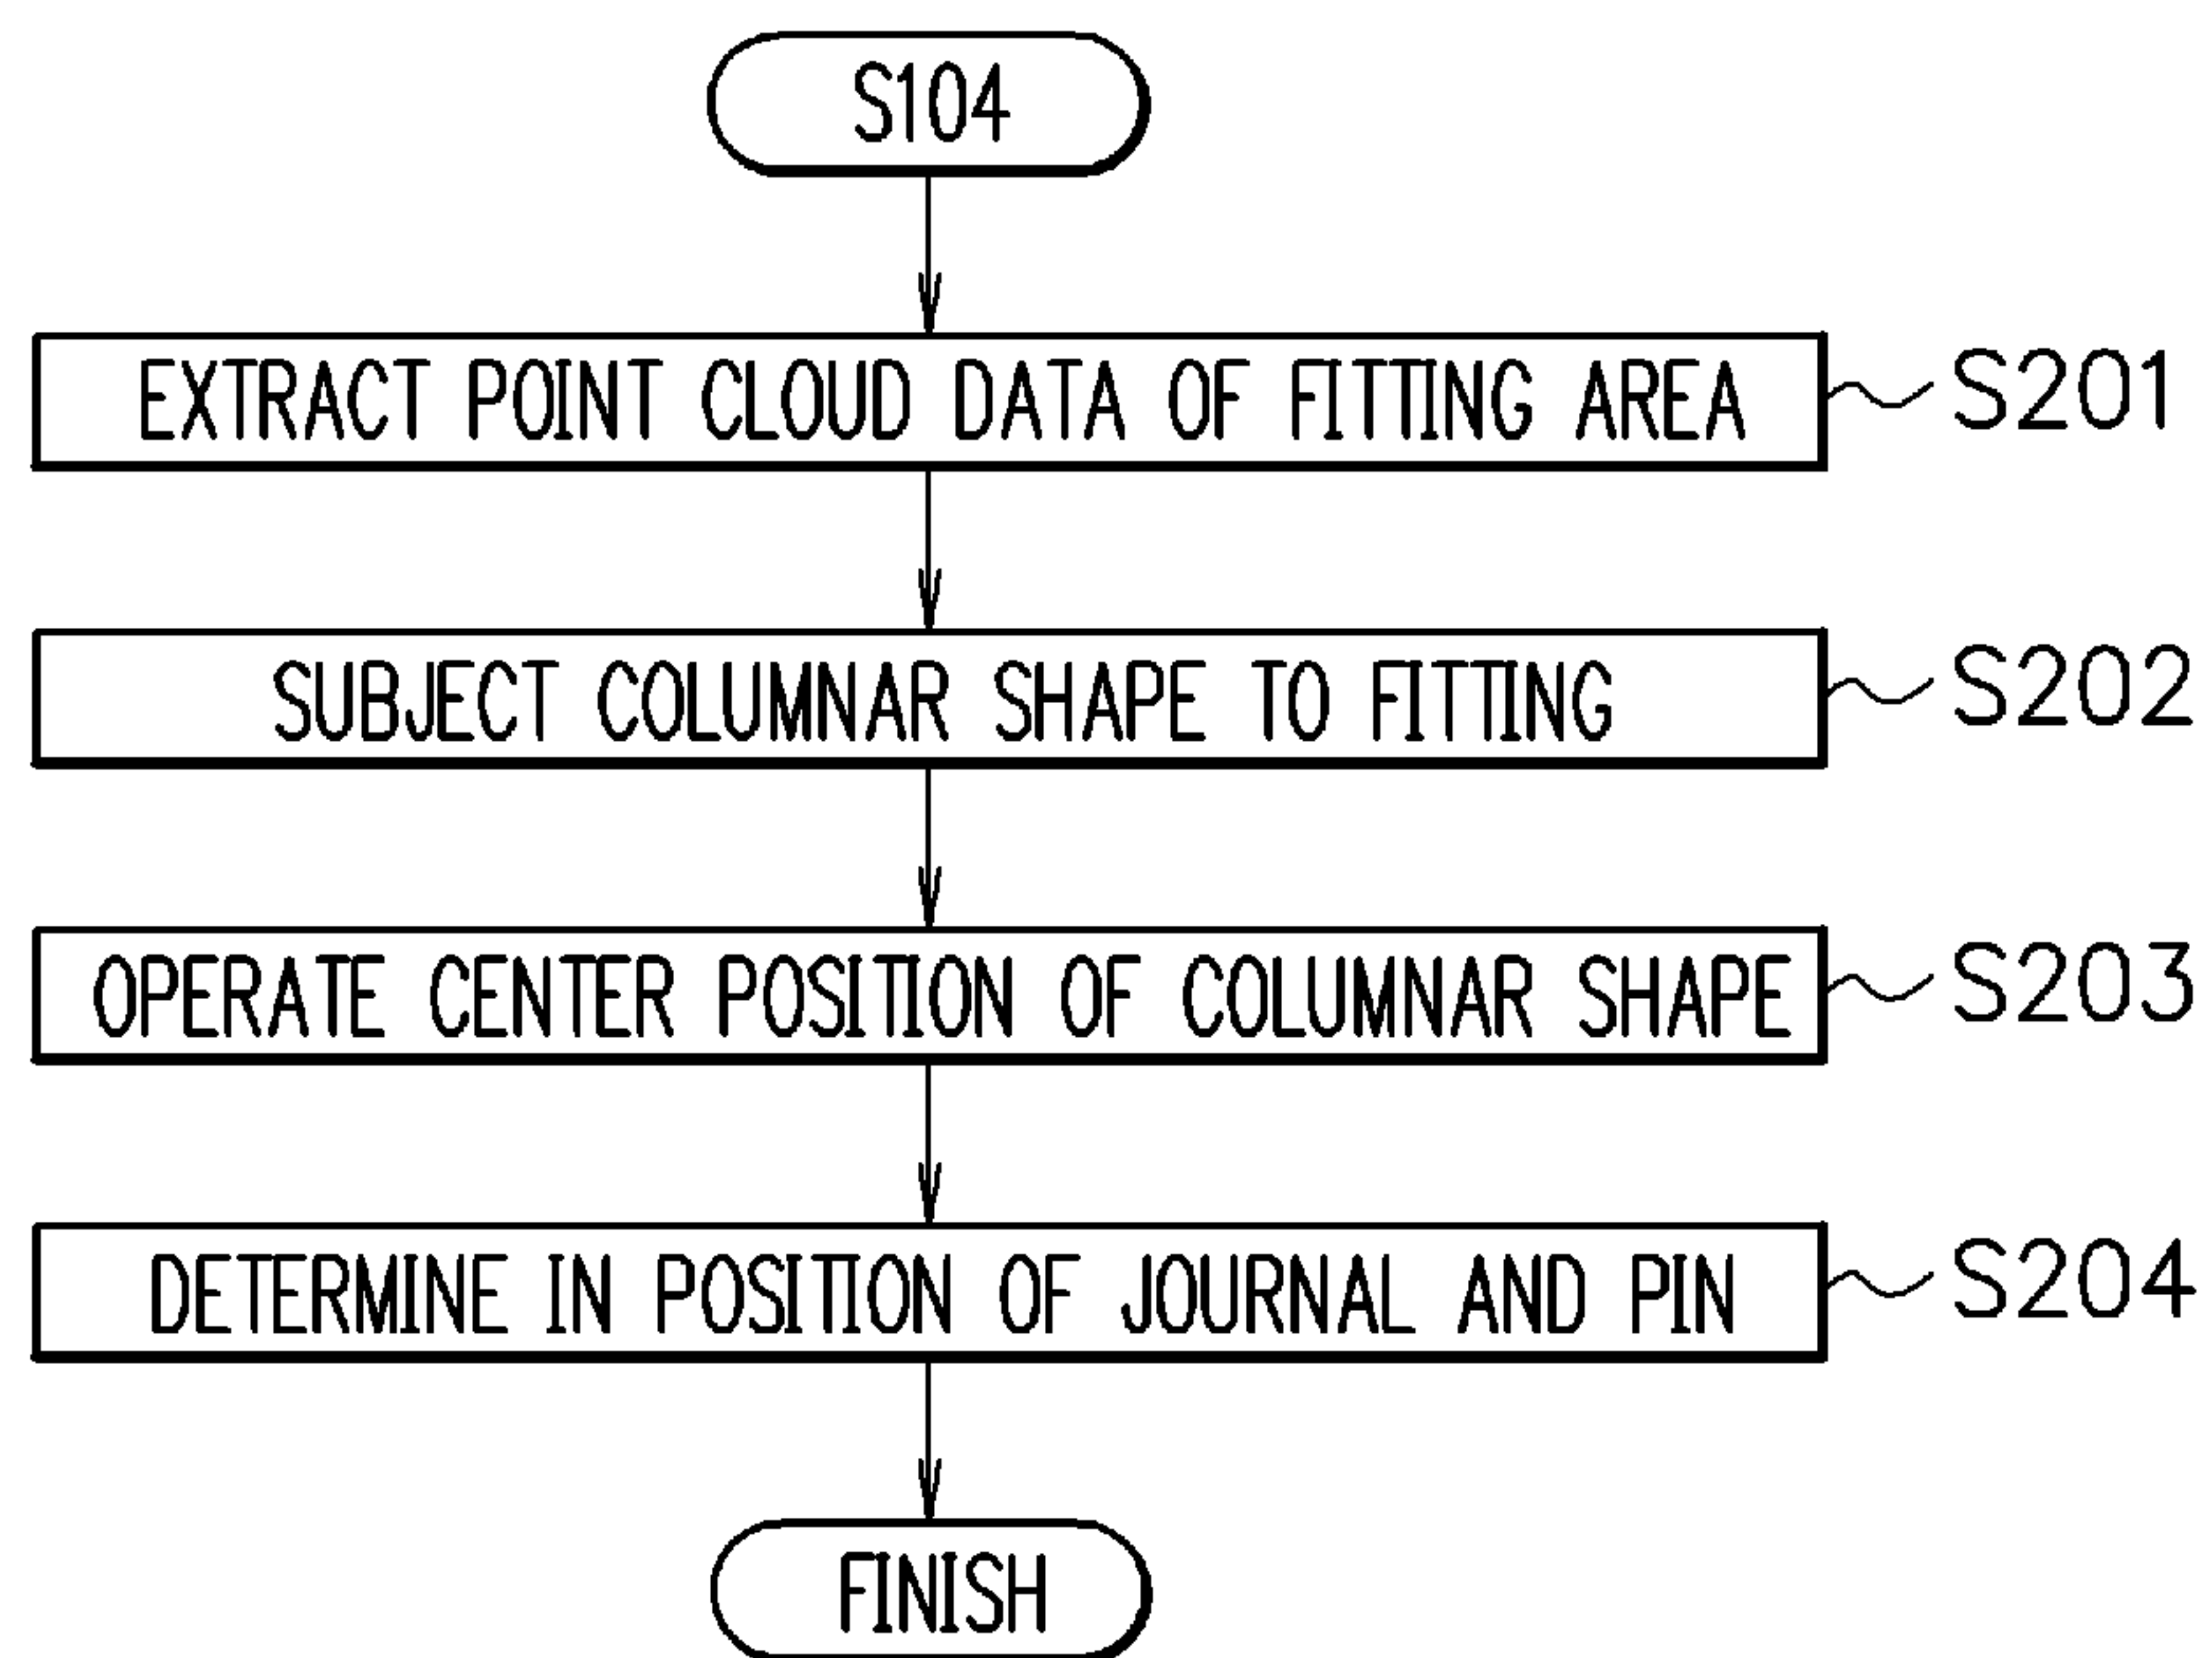 S104
EXTRACT POINT CLOUD DATA OF FITTING AREA S201
SUBJECT COLUMNAR SHAPE TO FITTING S202
OPERATE CENTER POSITION OF COLUMNAR SHAPE S203
DETERMINE IN POSITION OF JOURNAL AND PIN S204
FINISH